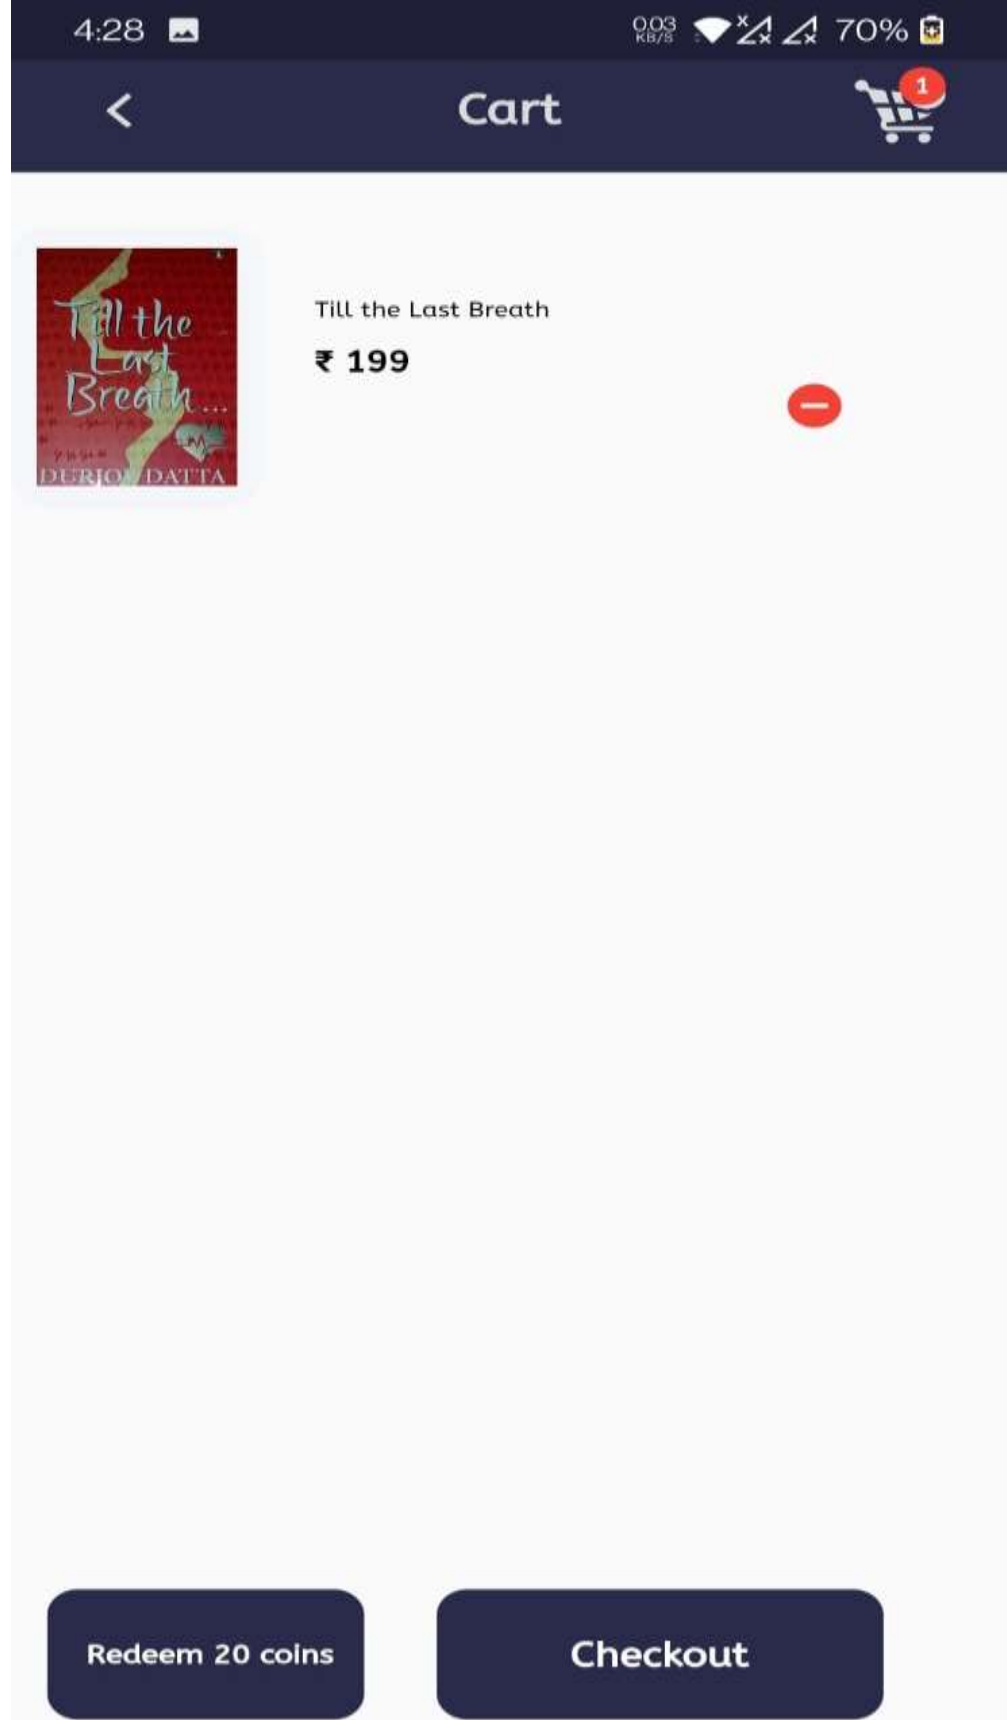 4:28
0.03
KB/S
70%
Cart
1
Till the
Last
Breath...
DURJOY DATTA
Till the Last Breath
₹ 199
Redeem 20 coins
Checkout